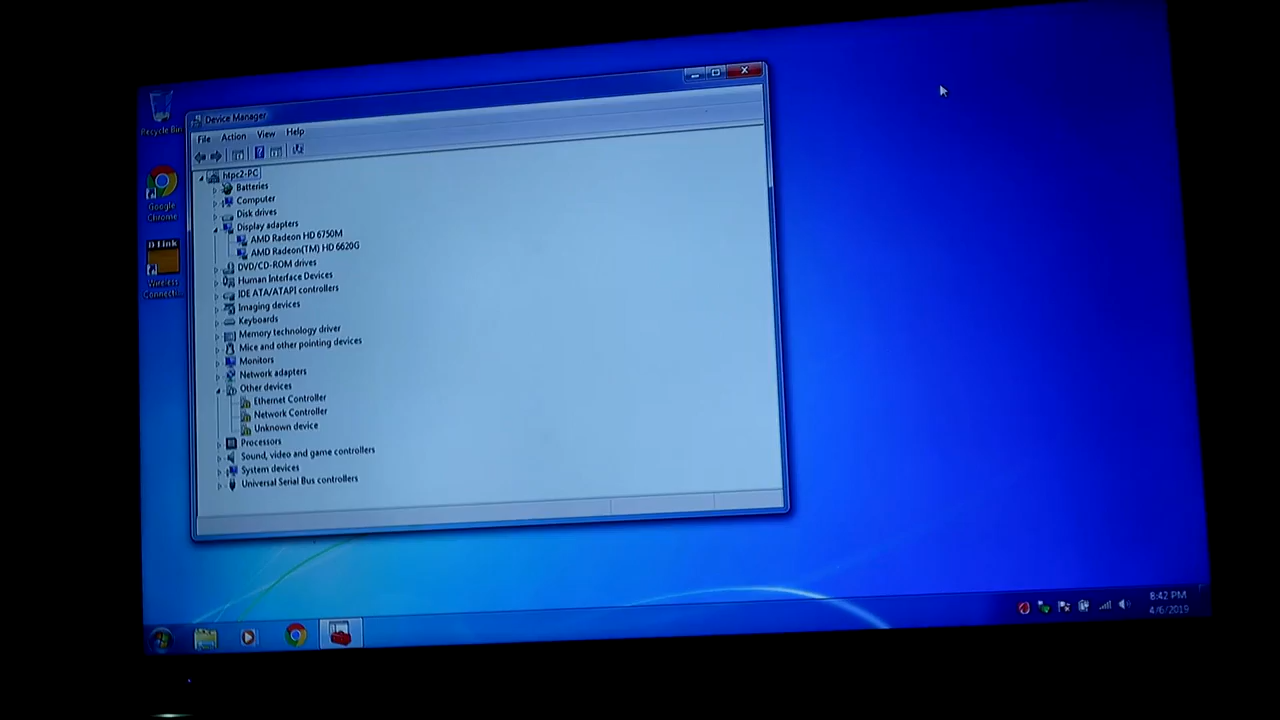 Recycle Bin
Google
Chrome
D-Link
Wireless
Connecti...
Device Manager
File Action View Help
htpc2-PC
Batteries
Computer
Disk drives
Display adapters
AMD Radeon HD 6750M
AMD Radeon(TM) HD 6620G
DVD/CD-ROM drives
Human Interface Devices
IDE ATA/ATAPI controllers
Imaging devices
Keyboards
Memory technology driver
Mice and other pointing devices
Monitors
Network adapters
Other devices
Ethernet Controller
Network Controller
Unknown device
Processors
Sound, video and game controllers
System devices
Universal Serial Bus controllers
8:42 PM
4/6/2019